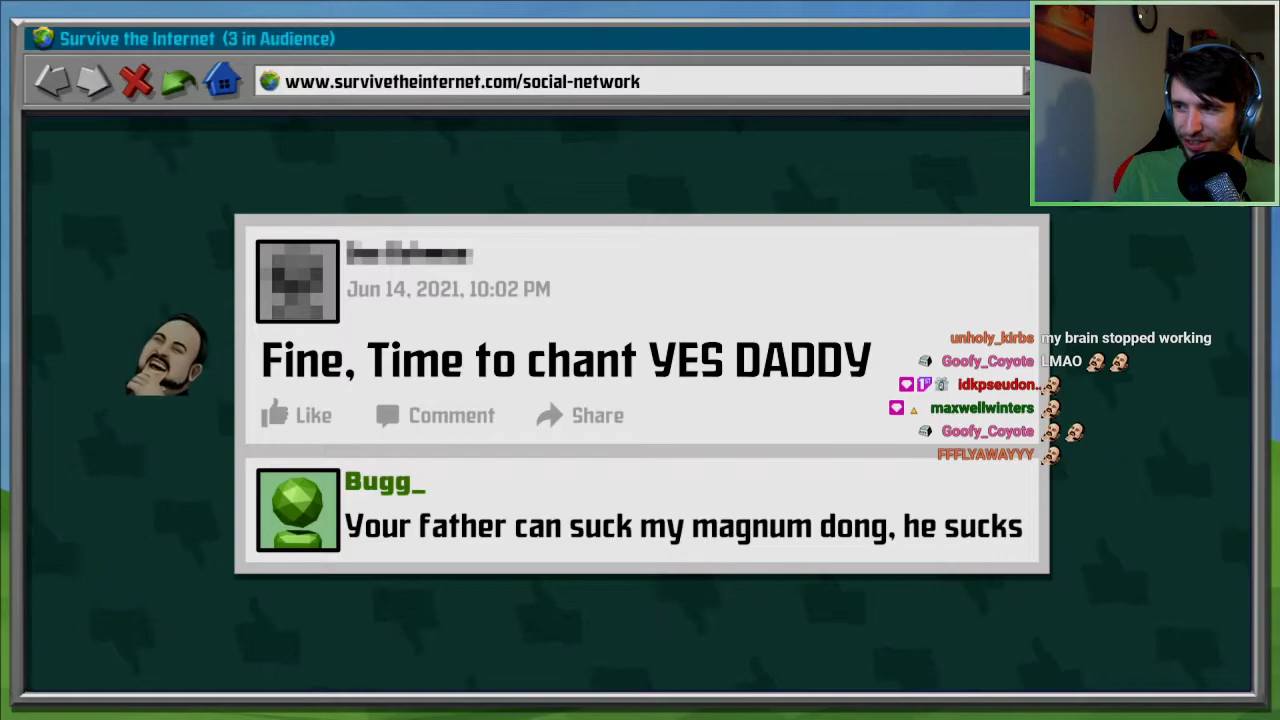 Survive the Internet (3 in Audience)
www.survivetheinternet.com/social-network
Jun 14, 2021, 10:02 PM
Fine, Time to chant YES DADDY
Like Comment Share
Bugg_
Your father can suck my magnum dong, he sucks
unholy_kirbs my brain stopped working
Goofy_Coyote LMAO
idkpseudon..
maxwellwinters
Goofy_Coyote
FFFLYAWAYYY